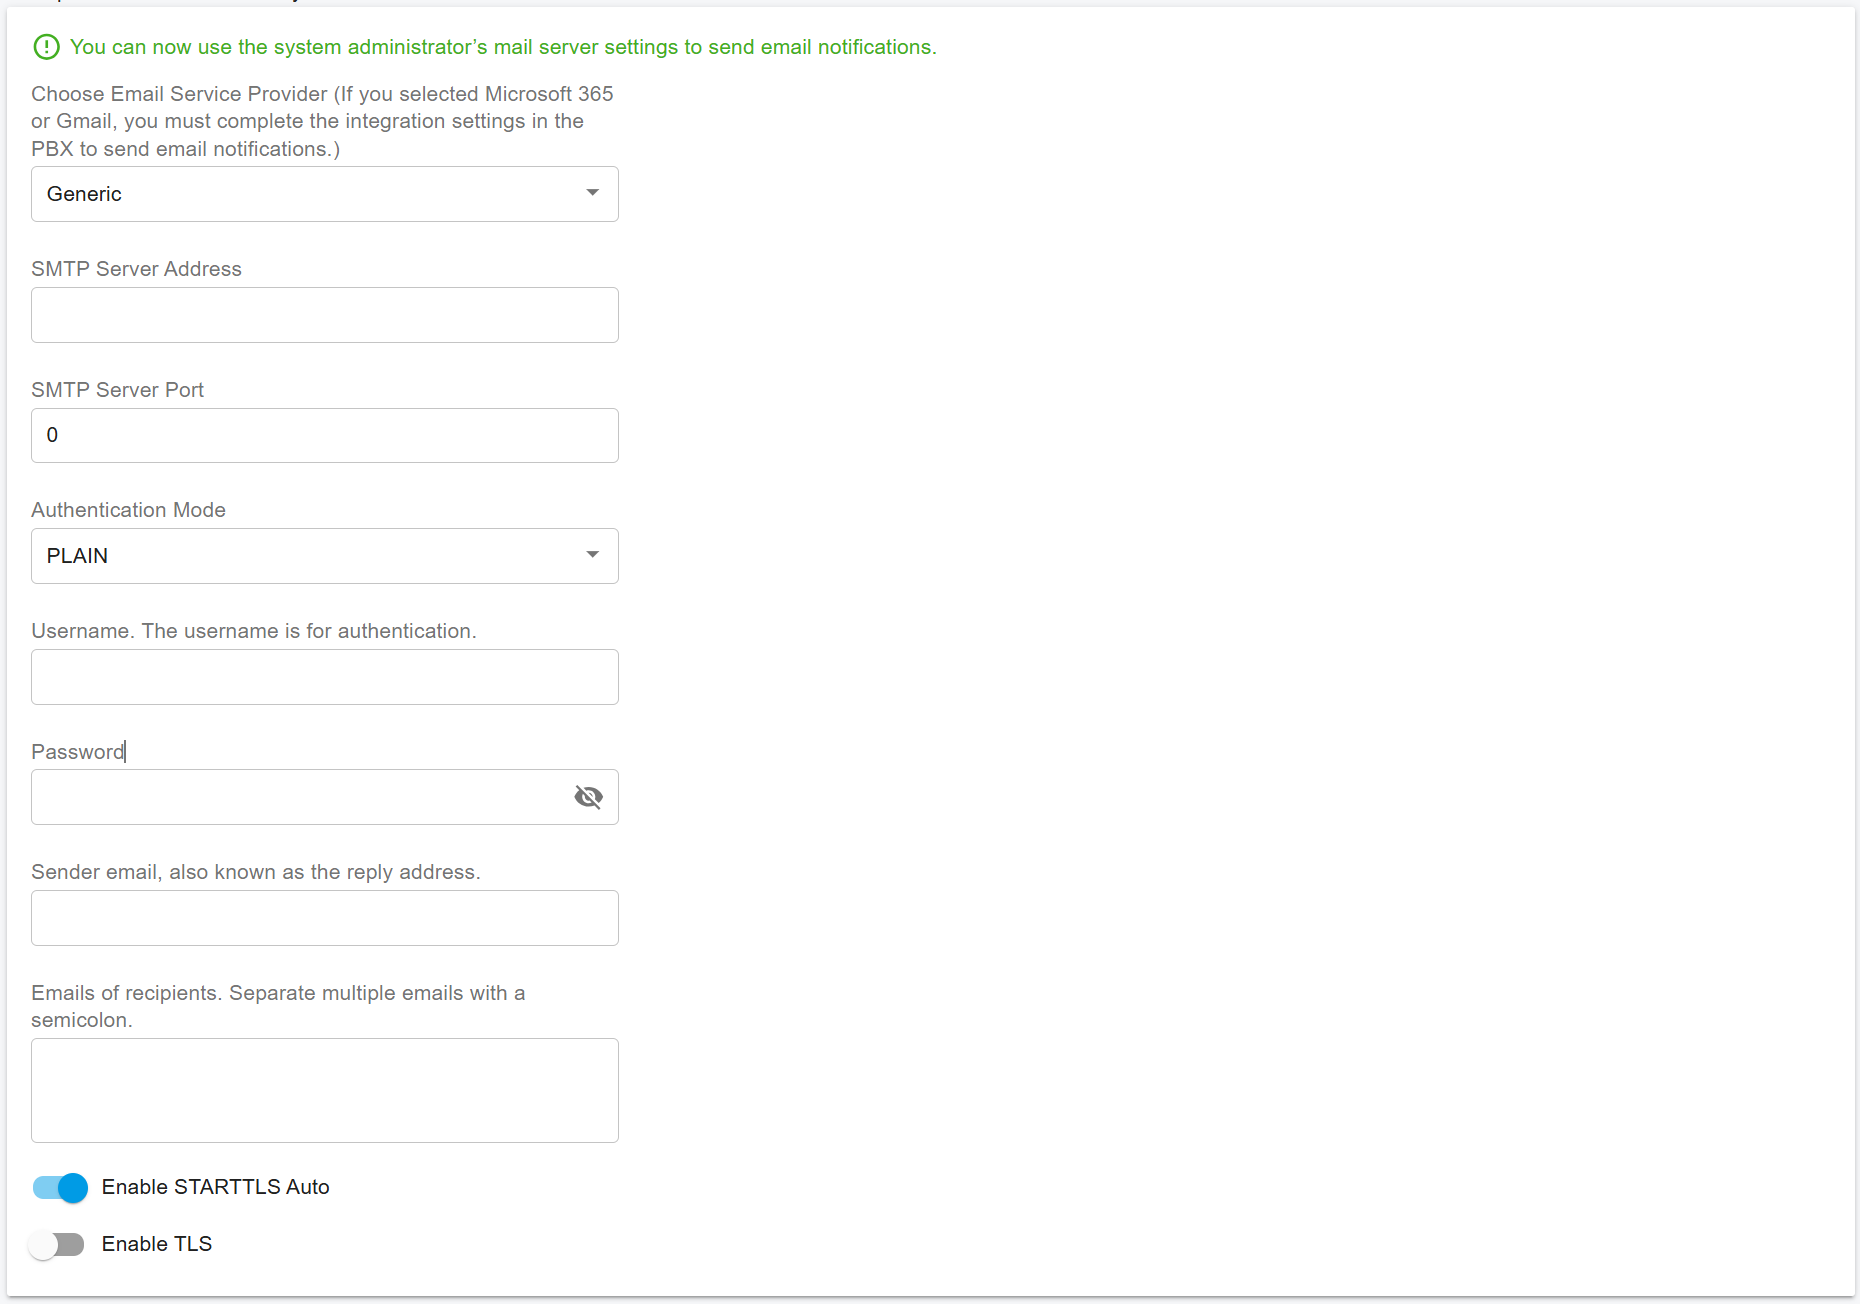 You can now use the system administrator’s mail server settings to send email notifications.
Choose Email Service Provider (If you selected Microsoft 365
or Gmail, you must complete the integration settings in the
PBX to send email notifications.)
Generic
SMTP Server Address
SMTP Server Port
0
Authentication Mode
PLAIN
Username. The username is for authentication.
Password
Sender email, also known as the reply address.
Emails of recipients. Separate multiple emails with a
semicolon.
Enable STARTTLS Auto
Enable TLS